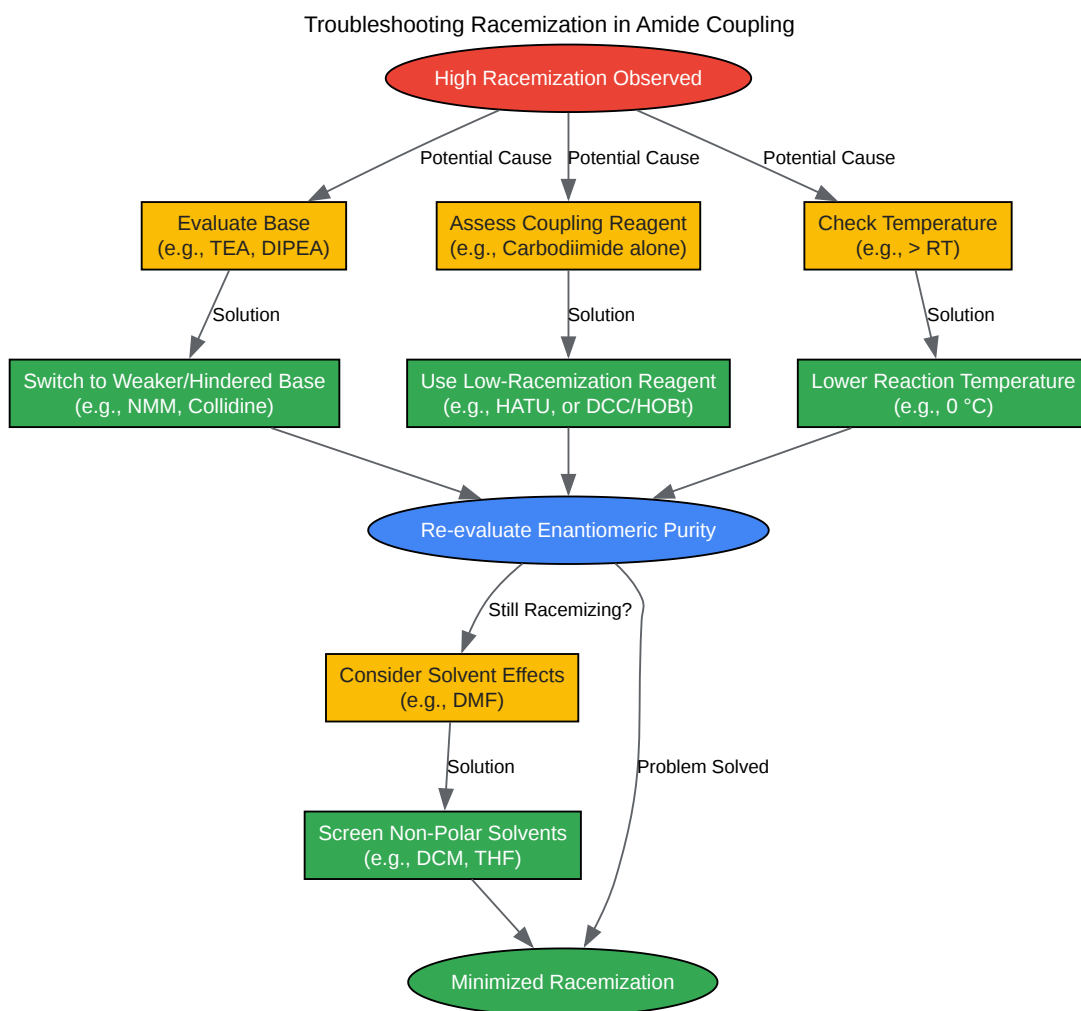 Troubleshooting Racemization in Amide Coupling
High Racemization Observed
Potential Cause
Potential Cause
Potential Cause
Evaluate Base
(e.g., TEA, DIPEA)
Assess Coupling Reagent
(e.g., Carbodiimide alone)
Check Temperature
(e.g., > RT)
Solution
Solution
Solution
Switch to Weaker/Hindered Base
(e.g., NMM, Collidine)
Use Low-Racemization Reagent
(e.g., HATU, or DCC/HOBt)
Lower Reaction Temperature
(e.g., 0 °C)
Re-evaluate Enantiomeric Purity
Still Racemizing?
Consider Solvent Effects
(e.g., DMF)
Solution
Problem Solved
Screen Non-Polar Solvents
(e.g., DCM, THF)
Minimized Racemization